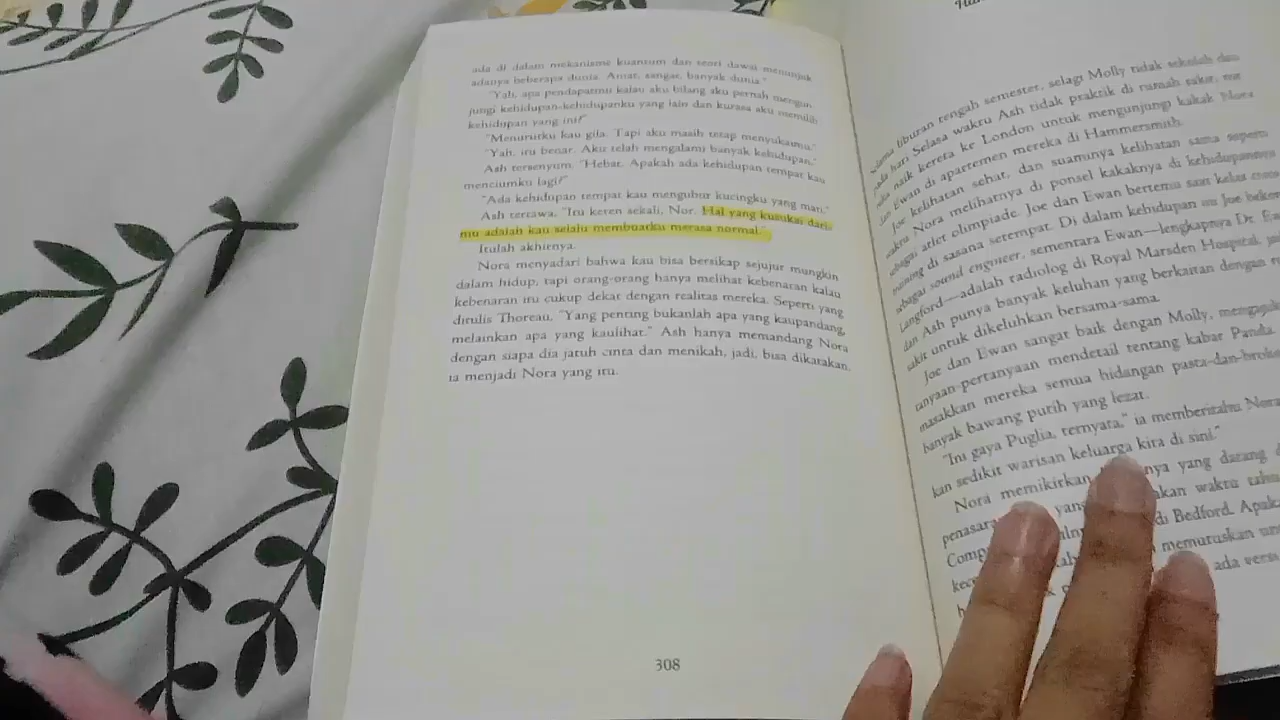 ada di dalam mekanisme kuantum dan teori dawai menunjuk
adanya beberapa dunia. Amat, sangat, banyak dunia."
"Yah, apa pendapatmu kalau aku bilang aku pernah mengun-
jungi kehidupan-kehidupanku yang lain dan kurasa aku memilih
kehidupan yang ini?"
"Menurutku kau gila. Tapi aku masih tetap menyukaimu."
"Yah, itu benar. Aku telah mengalami banyak kehidupan."
Ash tersenyum. "Hebat. Apakah ada kehidupan tempat kau
menciumku lagi?"
"Ada kehidupan tempat kau mengubur kucingku yang mati."
Ash tertawa. "Itu keren sekali, Nor. Hal yang kusukai dari-
mu adalah kau selalu membuatku merasa normal."
Itulah akhirnya.
Nora menyadari bahwa kau bisa bersikap sejujur mungkin
dalam hidup, tapi orang-orang hanya melihat kebenaran kalau
kebenaran itu cukup dekat dengan realitas mereka. Seperti yang
ditulis Thoreau, "Yang penting bukanlah apa yang kaupandang,
melainkan apa yang kaulihat." Ash hanya memandang Nora
dengan siapa dia jatuh cinta dan menikah, jadi, bisa dikatakan,
ia menjadi Nora yang itu.
308
liburan tengah semester, selagi Molly tidak sekolah dan
hari Selasa waktu Ash tidak praktik di rumah sakit,
naik kereta ke London untuk mengunjungi kakak Nora
dan Ewan di apartemen mereka di Hammersmith.
Joe kelihatan sehat, dan suaminya kelihatan sama seperti
waktu Nora melihatnya di ponsel kakaknya di kehidupannya
sebagai atlet olimpiade. Joe dan Ewan bertemu saat kelas
di sasana setempat. Di dalam kehidupan ini Joe
sebagai sound engineer, sementara Ewan—lengkapnya Dr. Ewan
Langford—adalah radiolog di Royal Marsden Hospital,
dan Ash punya banyak keluhan yang berkaitan dengan
sakit untuk dikeluhkan bersama-sama.
Joe dan Ewan sangat baik dengan Molly,
tanyaan-pertanyaan mendetail tentang kabar Panda.
masakkan mereka semua hidangan pasta-dan-brokoli
banyak bawang putih yang lezat.
"Ini gaya Puglia, ternyata," ia memberitahu Nora.
kan sedikit warisan keluarga kira di sini."
Nora memikirkan nya yang datang
yang akan waktu
di Bedford.
memutuskan
ada versi